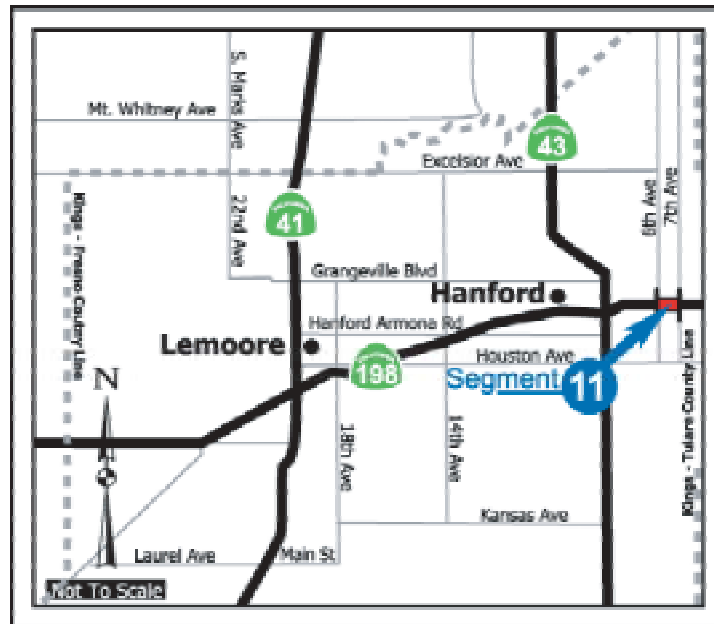 S. Marks Ave
Mt. Whitney Ave
43
Excelsior Ave
Kings - Fresno County Line
22nd Ave
41
6th Ave
7th Ave
Grangeville Blvd
Hanford
Hanford Armona Rd
Lemoore
Houston Ave
198
Segment 11
N
18th Ave
14th Ave
Kings - Tulare County Line
Kansas Ave
Laurel Ave
Main St
Not To Scale